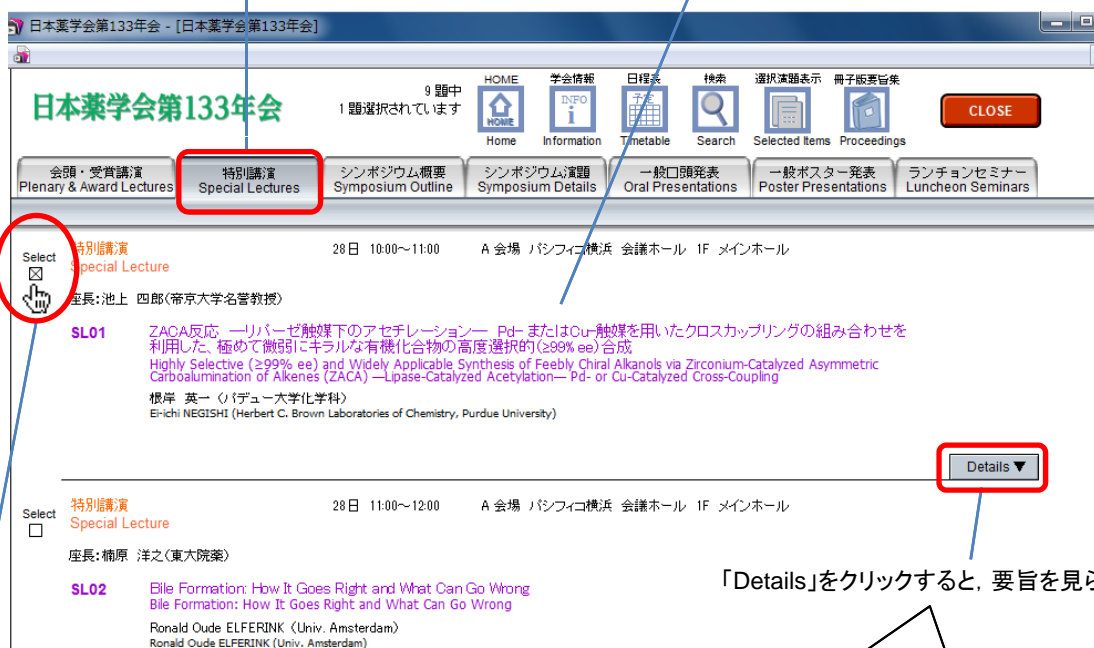 日本薬学会第133年会 - [日本薬学会第133年会]
日本薬学会第133年会
9 題中
1 題選択されています
HOME 学会情報 日程表 検索 選択演題表示 冊子版要旨集
HOME INFO i 予定
Home Information Timetable Search Selected Items Proceedings
CLOSE
会頭・受賞講演 特別講演 シンポジウム概要 シンポジウム演題 一般口頭発表 一般ポスター発表 ランチョンセミナー
Plenary & Award Lectures Special Lectures Symposium Outline Symposium Details Oral Presentations Poster Presentations Luncheon Seminars
Select 特別講演 28日 10:00～11:00 A 会場 パシフィコ横浜 会議ホール 1F メインホール
Special Lecture
座長:池上 四郎(帝京大学名誉教授)
SL01 ZACA反応 ―リパーゼ触媒下のアセチレーション― Pd- またはCu-触媒を用いたクロスカップリングの組み合わせを
利用した、極めて微弱にキラルな有機化合物の高度選択的(≥99% ee)合成
Highly Selective (≥99% ee) and Widely Applicable Synthesis of Feebly Chiral Alkanols via Zirconium-Catalyzed Asymmetric
Carboalumination of Alkenes (ZACA) —Lipase-Catalyzed Acetylation— Pd- or Cu-Catalyzed Cross-Coupling
根岸 英一 (パデュー大学化学科)
Ei-ichi NEGISHI (Herbert C. Brown Laboratories of Chemistry, Purdue University)
Details ▼
Select 特別講演 28日 11:00～12:00 A 会場 パシフィコ横浜 会議ホール 1F メインホール
Special Lecture
座長:楠原 洋之(東大院薬)
SL02 Bile Formation: How It Goes Right and What Can Go Wrong
Bile Formation: How It Goes Right and What Can Go Wrong
Ronald Oude ELFERINK (Univ. Amsterdam)
Ronald Oude ELFERINK (Univ. Amsterdam)
「Details」をクリックすると，要旨を見ら